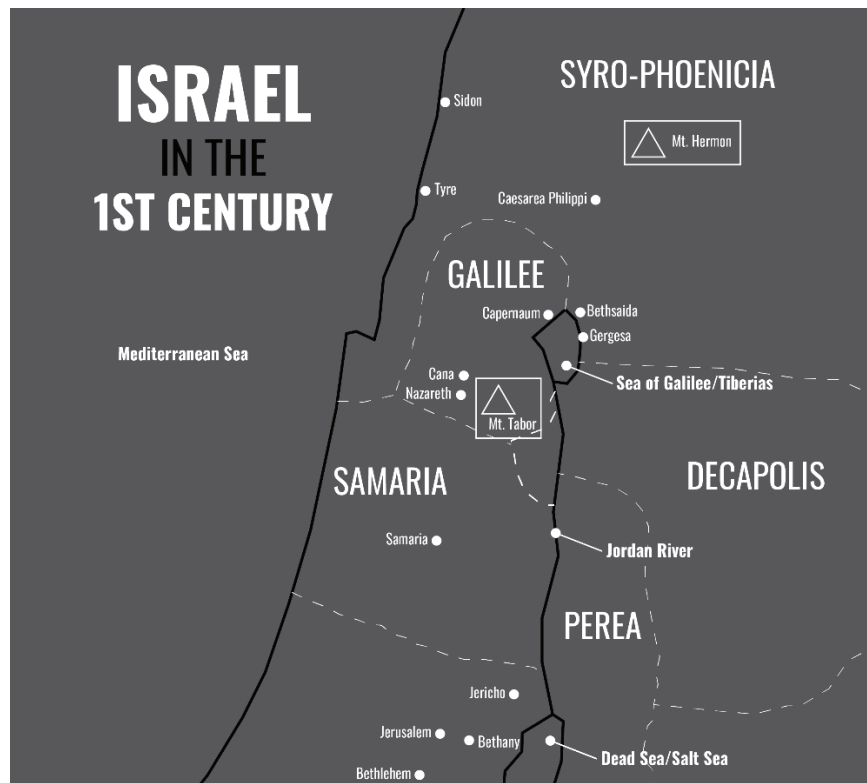 ISRAEL
IN THE
1ST CENTURY
SYRO-PHOENICIA
Sidon
Mt. Hermon
Tyre
Caesarea Philippi
GALILEE
Capernaum
Bethsaida
Gergesa
Mediterranean Sea
Cana
Sea of Galilee/Tiberias
Nazareth
Mt. Tabor
SAMARIA
DECAPOLIS
Samaria
Jordan River
PEREA
Jericho
Jerusalem
Bethany
Dead Sea/Salt Sea
Bethlehem